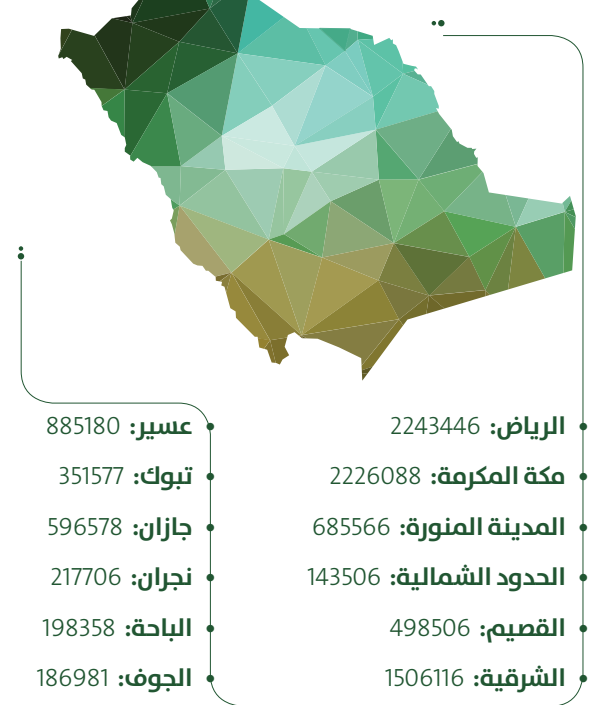 الرياض: 2243446
مكة المكرمة: 2226088
المدينة المنورة: 685566
الحدود الشمالية: 143506
القصيم: 498506
الشرقية: 1506116
عسير: 885180
تبوك: 351577
جازان: 596578
نجران: 217706
الباحة: 198358
الجوف: 186981